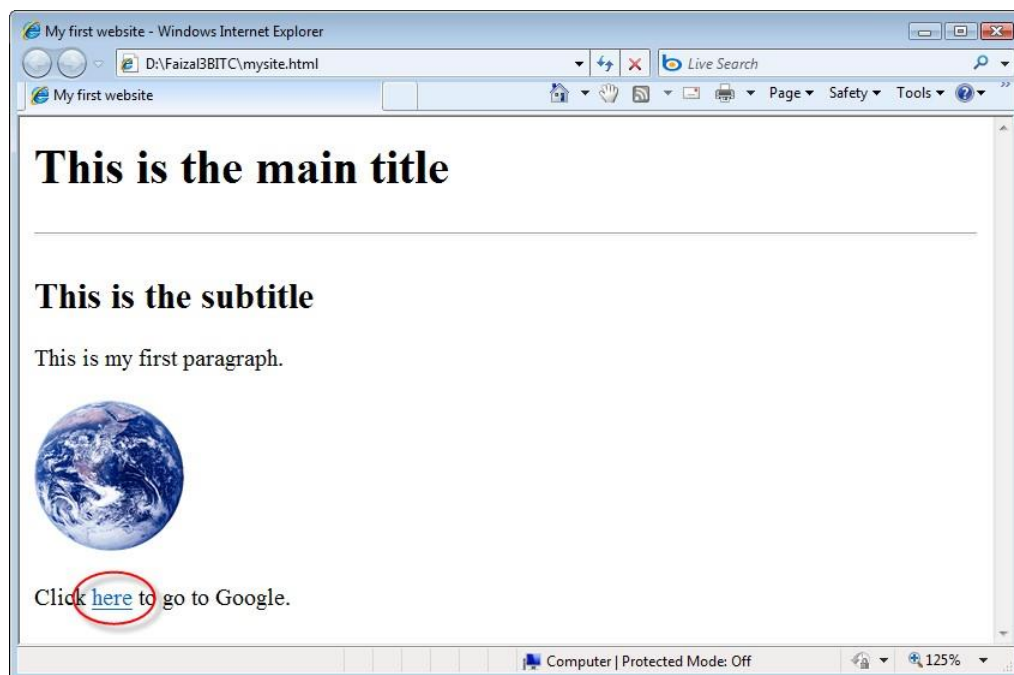 My first website - Windows Internet Explorer
D:\Faizal3BITC\mysite.html
Live Search
My first website
Page
Safety
Tools
This is the main title
This is the subtitle
This is my first paragraph.
Click here to go to Google.
Computer | Protected Mode: Off
125%